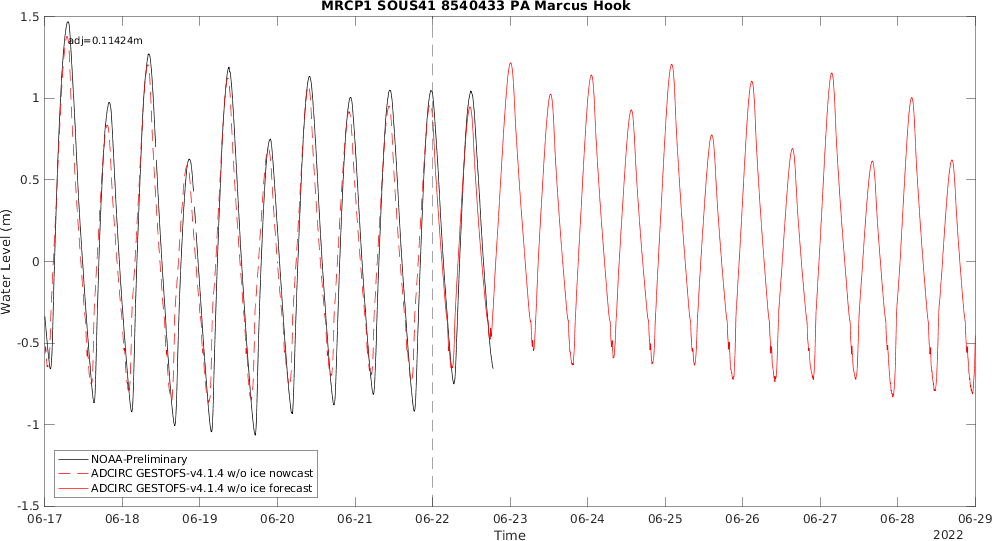 MRCP1 SOUS41 8540433 PA Marcus Hook
adj=0.11424m
1.5
1
0.5
0
-0.5
-1
-1.5
Water Level (m)
NOAA-Preliminary
ADCIRC GESTOFS-v4.1.4 w/o ice nowcast
ADCIRC GESTOFS-v4.1.4 w/o ice forecast
06-17 06-18 06-19 06-20 06-21 06-22 06-23 06-24 06-25 06-26 06-27 06-28 06-29
Time
2022